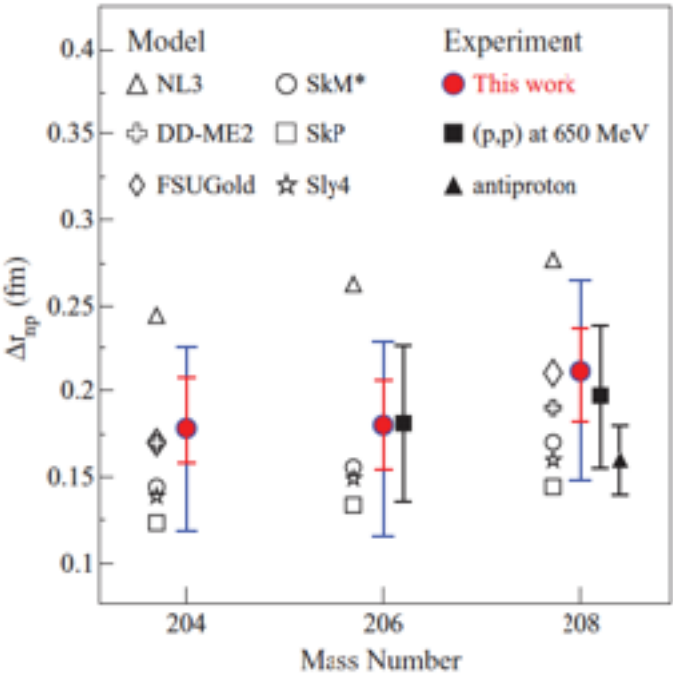 Model Experiment
NL3 SkM* This work
DD-ME2 SkP (p,p) at 650 MeV
FSUGold Sly4 antiproton
0.4
0.35
0.3
0.25
0.2
0.15
0.1
Δr_np (fm)
204 206 208
Mass Number